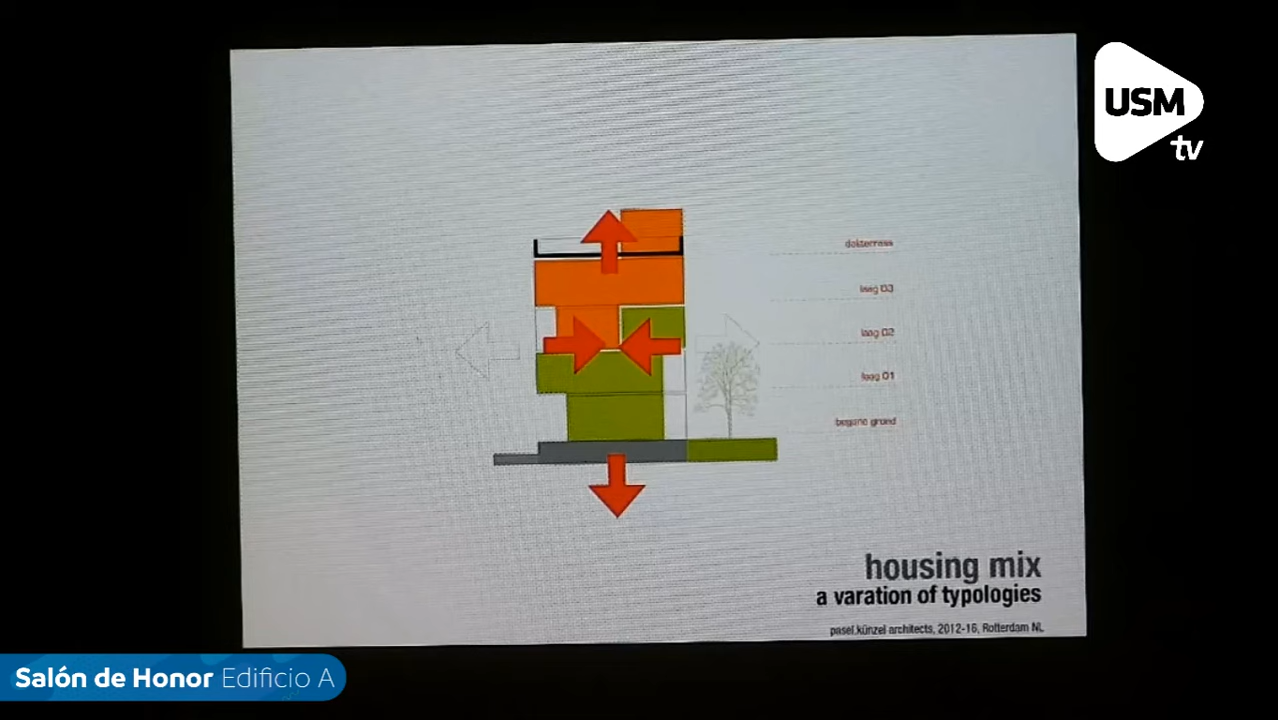 USM
tv
dakterras
laag 03
laag 02
laag 01
begane grond
housing mix
a varation of typologies
pasel.künzel architects, 2012-16, Rotterdam NL
Salón de Honor Edificio A